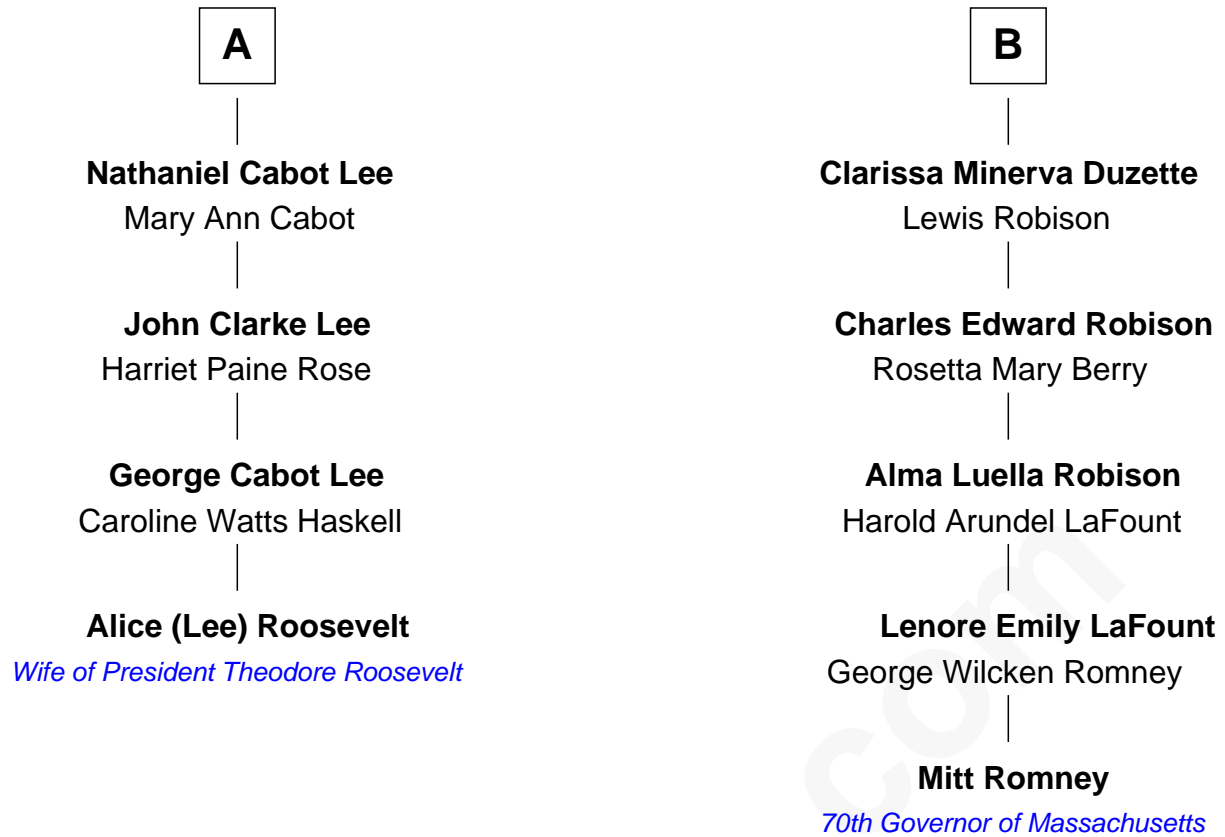 A
Nathaniel Cabot Lee
Mary Ann Cabot
John Clarke Lee
Harriet Paine Rose
George Cabot Lee
Caroline Watts Haskell
Alice (Lee) Roosevelt
Wife of President Theodore Roosevelt
B
Clarissa Minerva Duzette
Lewis Robison
Charles Edward Robison
Rosetta Mary Berry
Alma Luella Robison
Harold Arundel LaFount
Lenore Emily LaFount
George Wilcken Romney
Mitt Romney
70th Governor of Massachusetts
com